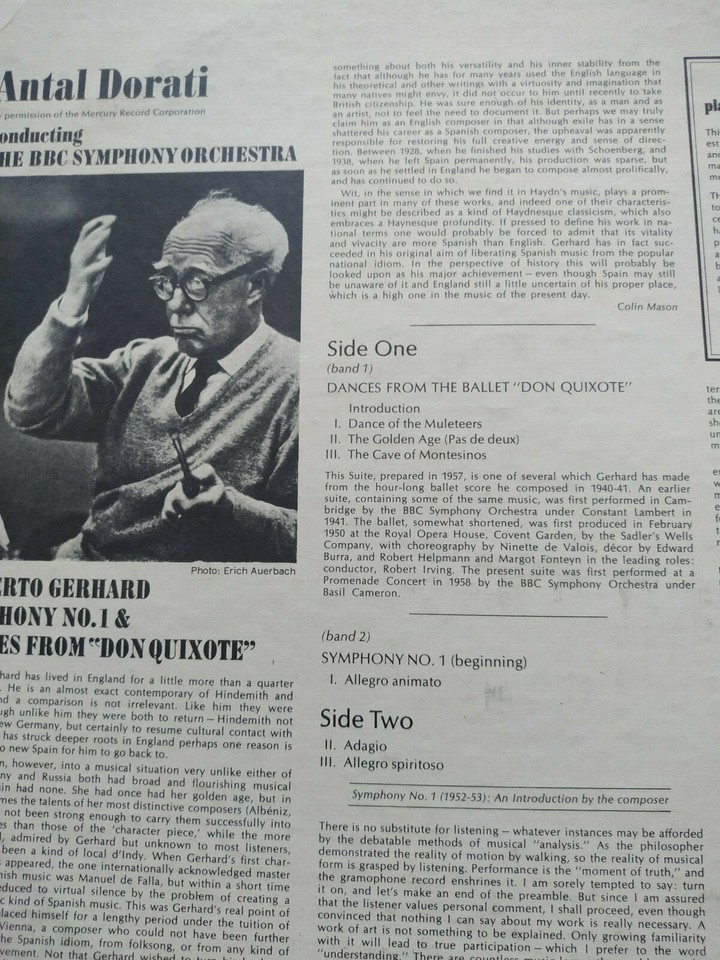 Antal Dorati
permission of the Mercury Record Corporation
onducting
HE BBC SYMPHONY ORCHESTRA
Photo: Erich Auerbach
ERTO GERHARD
HONY NO. 1 &
ES FROM “DON QUIXOTE”
hard has lived in England for a little more than a quarter
. He is an almost exact contemporary of Hindemith and
nd a comparison is not irrelevant. Like him they were
ugh unlike him they were both to return — Hindemith not
ew Germany, but certainly to resume cultural contact with
has struck deeper roots in England perhaps one reason is
o new Spain for him to go back to.
n, however, into a musical situation very unlike either of
ny and Russia both had broad and flourishing musical
in had none. She had once had her golden age, but in
mes the talents of her most distinctive composers (Albéniz,
not been strong enough to carry them successfully into
es than those of the ‘character piece,’ while the more
l, admired by Gerhard but unknown to most listeners,
been a kind of local d’Indy. When Gerhard’s first char-
s appeared, the one internationally acknowledged master
nish music was Manuel de Falla, but within a short time
educed to virtual silence by the problem of creating a
c kind of Spanish music. This was Gerhard’s real point of
laced himself for a lengthy period under the tuition of
Vienna, a composer who could not have been further
he Spanish idiom, from folksong, or from any kind of
vement. Not that Gerhard wished to turn his
something about both his versatility and his inner stability from the
fact that although he has for many years used the English language in
his theoretical and other writings with a virtuosity and imagination that
many natives might envy, it did not occur to him until recently to take
British citizenship. He was sure enough of his identity, as a man and as
an artist, not to feel the need to document it. But perhaps we may truly
claim him as an English composer in that although exile has in a sense
shattered his career as a Spanish composer, the upheaval was apparently
responsible for restoring his full creative energy and sense of direc-
tion. Between 1928, when he finished his studies with Schoenberg, and
1938, when he left Spain permanently, his production was sparse, but
as soon as he settled in England he began to compose almost prolifically,
and has continued to do so.
Wit, in the sense in which we find it in Haydn’s music, plays a prom-
inent part in many of these works, and indeed one of their characteris-
tics might be described as a kind of Haydnesque classicism, which also
embraces a Haynesque profundity. If pressed to define his work in na-
tional terms one would probably be forced to admit that its vitality
and vivacity are more Spanish than English. Gerhard has in fact suc-
ceeded in his original aim of liberating Spanish music from the popular
national idiom. In the perspective of history this will probably be
looked upon as his major achievement — even though Spain may still
be unaware of it and England still a little uncertain of his proper place,
which is a high one in the music of the present day.
Colin Mason
Side One
(band 1)
DANCES FROM THE BALLET “DON QUIXOTE”
Introduction
I. Dance of the Muleteers
II. The Golden Age (Pas de deux)
III. The Cave of Montesinos
This Suite, prepared in 1957, is one of several which Gerhard has made
from the hour-long ballet score he composed in 1940-41. An earlier
suite, containing some of the same music, was first performed in Cam-
bridge by the BBC Symphony Orchestra under Constant Lambert in
1941. The ballet, somewhat shortened, was first produced in February
1950 at the Royal Opera House, Covent Garden, by the Sadler’s Wells
Company, with choreography by Ninette de Valois, décor by Edward
Burra, and Robert Helpmann and Margot Fonteyn in the leading roles:
conductor, Robert Irving. The present suite was first performed at a
Promenade Concert in 1958 by the BBC Symphony Orchestra under
Basil Cameron.
(band 2)
SYMPHONY NO. 1 (beginning)
I. Allegro animato
Side Two
II. Adagio
III. Allegro spiritoso
Symphony No. 1 (1952-53): An Introduction by the composer
There is no substitute for listening — whatever instances may be afforded
by the debatable methods of musical “analysis.” As the philosopher
demonstrated the reality of motion by walking, so the reality of musical
form is grasped by listening. Performance is the “moment of truth,” and
the gramophone record enshrines it. I am sorely tempted to say: turn
it on, and let’s make an end of the preamble. But since I am assured
that the listener values personal comment, I shall proceed, even though
convinced that nothing I can say about my work is really necessary. A
work of art is not something to be explained. Only growing familiarity
with it will lead to true participation — which I prefer to the word
“understanding.” There are countless
pla